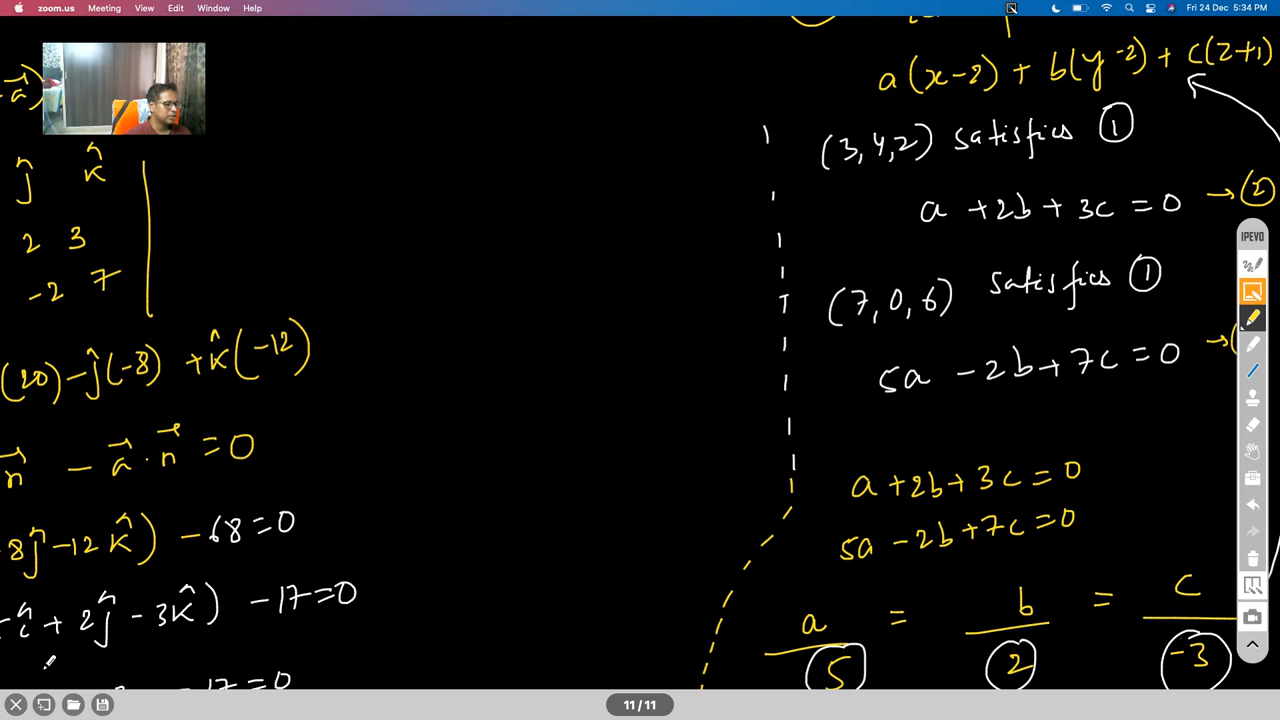 zoom.us Meeting View Edit Window Help Fri 24 Dec 5:34 PM
a(x-2) + b(y-2) + c(z+1)
(3,4,2) satisfies ①
a + 2b + 3c = 0 → (2)
(7,0,6) satisfies ①
5a - 2b + 7c = 0 →
a + 2b + 3c = 0
5a - 2b + 7c = 0
a/5 = b/2 = c/-3
a⃗)
ĵ k̂
2 3
-2 7
(20) - ĵ(-8) + k̂(-12)
n⃗ - a⃗ · n⃗ = 0
8ĵ - 12k̂) - 68 = 0
î + 2ĵ - 3k̂) - 17 = 0
- 17 = 0
IPEVO
11 / 11